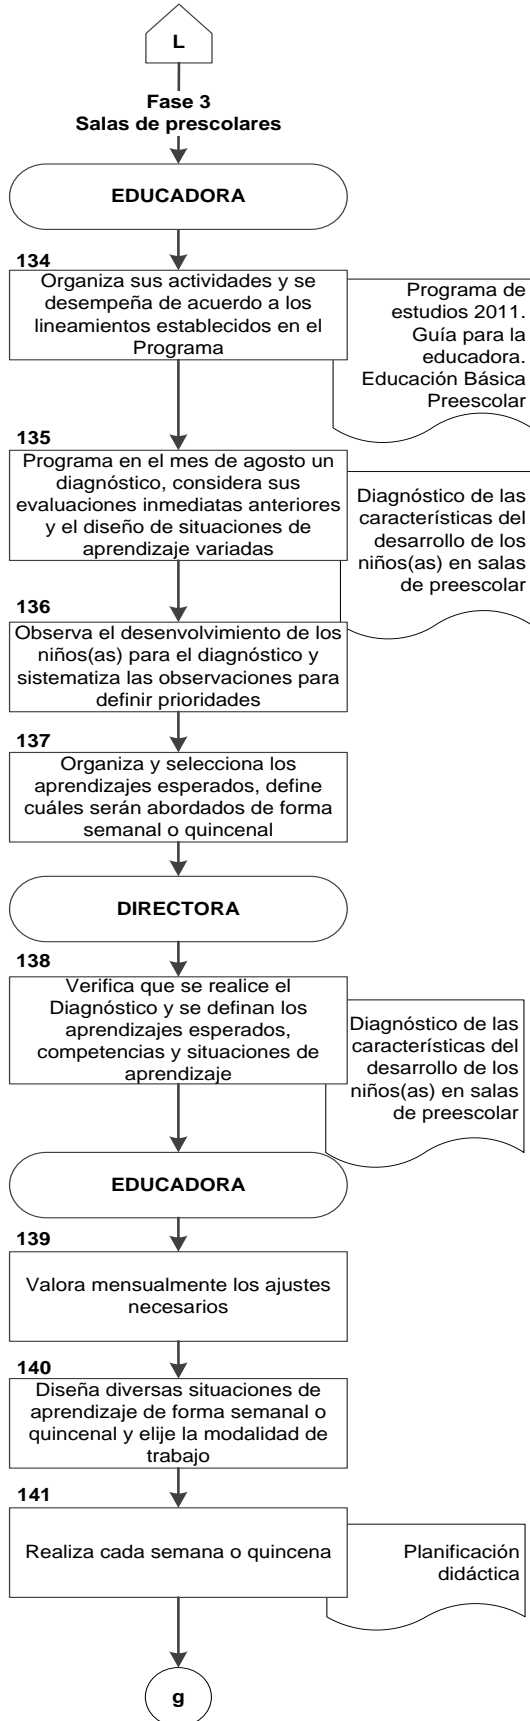 L
Fase 3
Salas de prescolares
EDUCADORA
134
Organiza sus actividades y se
desempeña de acuerdo a los
lineamientos establecidos en el
Programa
Programa de
estudios 2011.
Guía para la
educadora.
Educación Básica
Preescolar
135
Programa en el mes de agosto un
diagnóstico, considera sus
evaluaciones inmediatas anteriores
y el diseño de situaciones de
aprendizaje variadas
Diagnóstico de las
características del
desarrollo de los
niños(as) en salas
de preescolar
136
Observa el desenvolvimiento de los
niños(as) para el diagnóstico y
sistematiza las observaciones para
definir prioridades
137
Organiza y selecciona los
aprendizajes esperados, define
cuáles serán abordados de forma
semanal o quincenal
DIRECTORA
138
Verifica que se realice el
Diagnóstico y se definan los
aprendizajes esperados,
competencias y situaciones de
aprendizaje
Diagnóstico de las
características del
desarrollo de los
niños(as) en salas
de preescolar
EDUCADORA
139
Valora mensualmente los ajustes
necesarios
140
Diseña diversas situaciones de
aprendizaje de forma semanal o
quincenal y elije la modalidad de
trabajo
141
Realiza cada semana o quincena
Planificación
didáctica
g